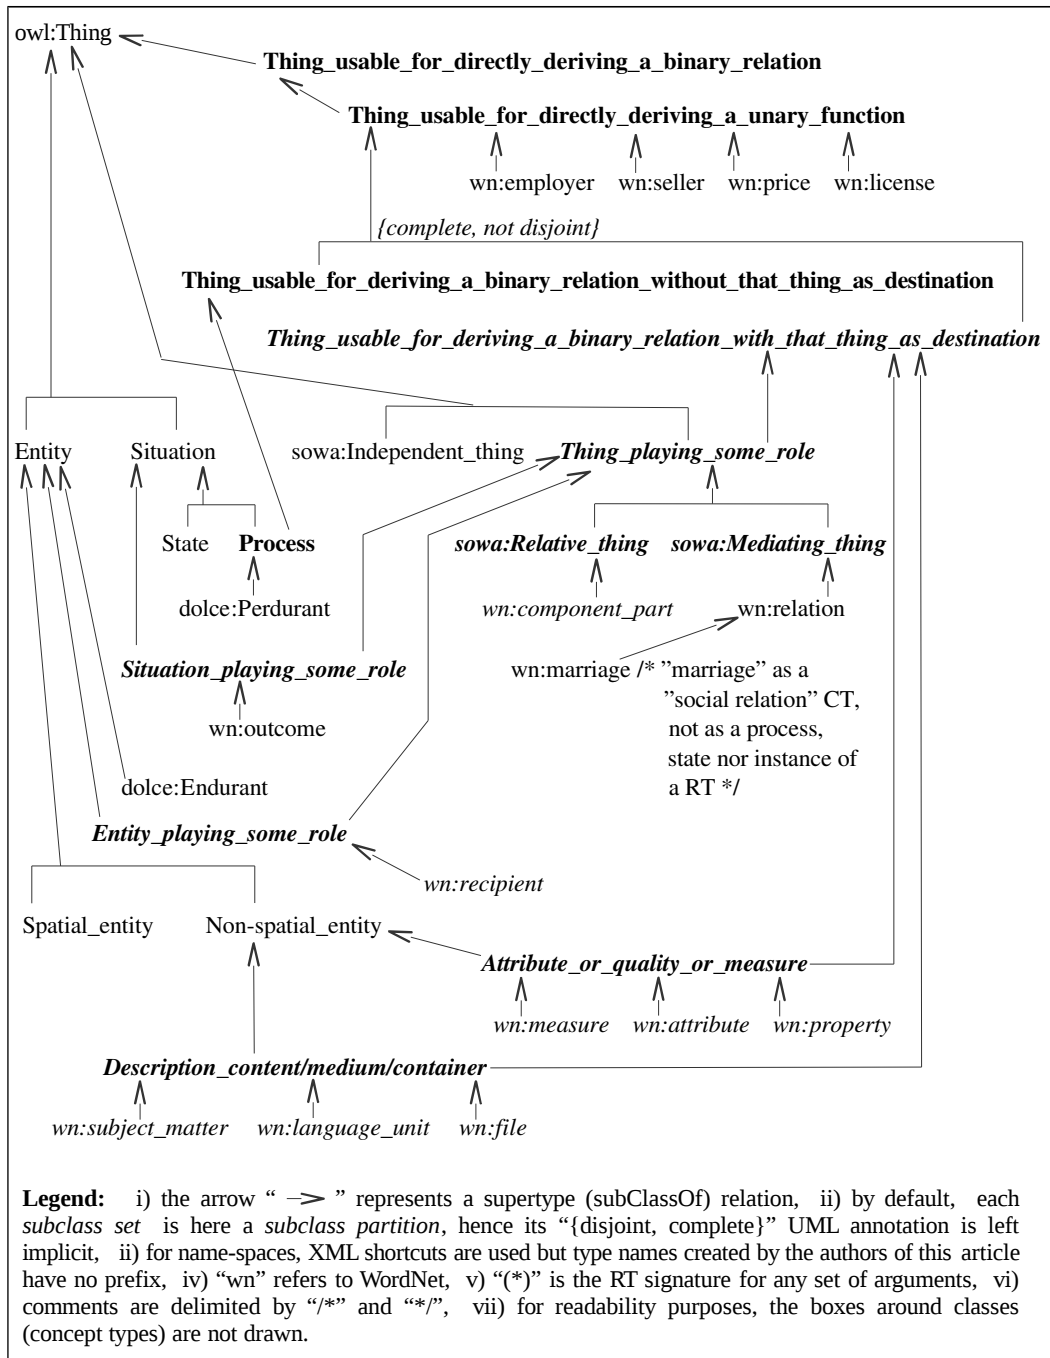 owl:Thing
Thing_usable_for_directly_deriving_a_binary_relation
Thing_usable_for_directly_deriving_a_unary_function
wn:employer wn:seller wn:price wn:license
{complete, not disjoint}
Thing_usable_for_deriving_a_binary_relation_without_that_thing_as_destination
Thing_usable_for_deriving_a_binary_relation_with_that_thing_as_destination
Entity Situation sowa:Independent_thing Thing_playing_some_role
State Process sowa:Relative_thing sowa:Mediating_thing
dolce:Perdurant wn:component_part wn:relation
Situation_playing_some_role wn:marriage /* ”marriage” as a
”social relation” CT,
wn:outcome not as a process,
state nor instance of
dolce:Endurant a RT */
Entity_playing_some_role
wn:recipient
Spatial_entity Non-spatial_entity
Attribute_or_quality_or_measure
wn:measure wn:attribute wn:property
Description_content/medium/container
wn:subject_matter wn:language_unit wn:file
Legend: i) the arrow “ —> ” represents a supertype (subClassOf) relation, ii) by default, each
subclass set is here a subclass partition, hence its “{disjoint, complete}” UML annotation is left
implicit, ii) for name-spaces, XML shortcuts are used but type names created by the authors of this article
have no prefix, iv) “wn” refers to WordNet, v) “(*)” is the RT signature for any set of arguments, vi)
comments are delimited by “/*” and “*/”, vii) for readability purposes, the boxes around classes
(concept types) are not drawn.